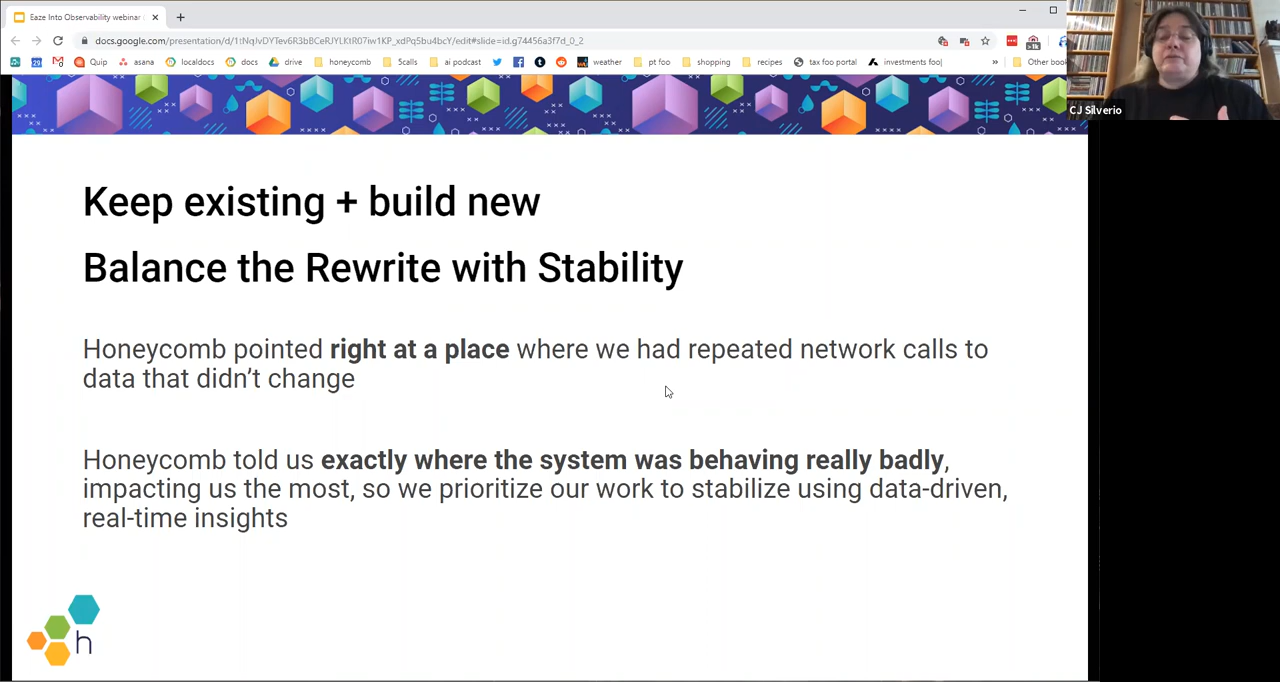 Eaze Into Observability webinar
docs.google.com/presentation/d/1tNqJvDYTev6R3bBCeRJYLKtR07iw1KP_xdPq5bu4bcY/edit#slide=id.g74456a3f7d_0_2
Quip asana localdocs docs drive honeycomb 5calls ai podcast weather pt foo shopping recipes tax foo portal investments foo » Other boo
CJ Silverio
Keep existing + build new
Balance the Rewrite with Stability
Honeycomb pointed right at a place where we had repeated network calls to
data that didn’t change
Honeycomb told us exactly where the system was behaving really badly,
impacting us the most, so we prioritize our work to stabilize using data-driven,
real-time insights
h